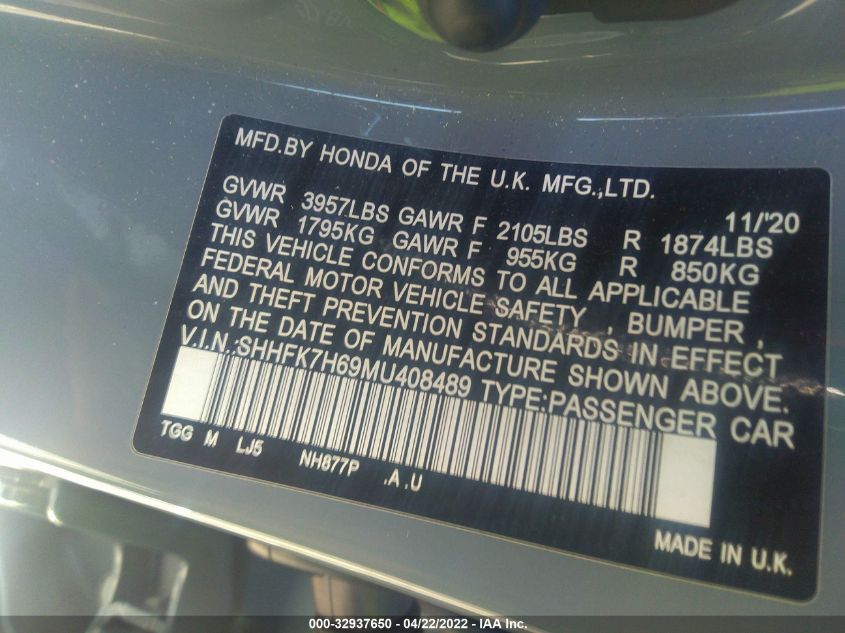 MFD.BY HONDA OF THE U.K. MFG.,LTD.
11/'20
GVWR 3957LBS GAWR F 2105LBS R 1874LBS
GVWR 1795KG GAWR F 955KG R 850KG
THIS VEHICLE CONFORMS TO ALL APPLICABLE
FEDERAL MOTOR VEHICLE SAFETY , BUMPER ,
AND THEFT PREVENTION STANDARDS IN EFFECT
ON THE DATE OF MANUFACTURE SHOWN ABOVE.
V.I.N.:SHHFK7H69MU408489 TYPE:PASSENGER CAR
TGG M LJ5 NH877P .A .U
MADE IN U.K.
000-32937650 - 04/22/2022 - IAA Inc.